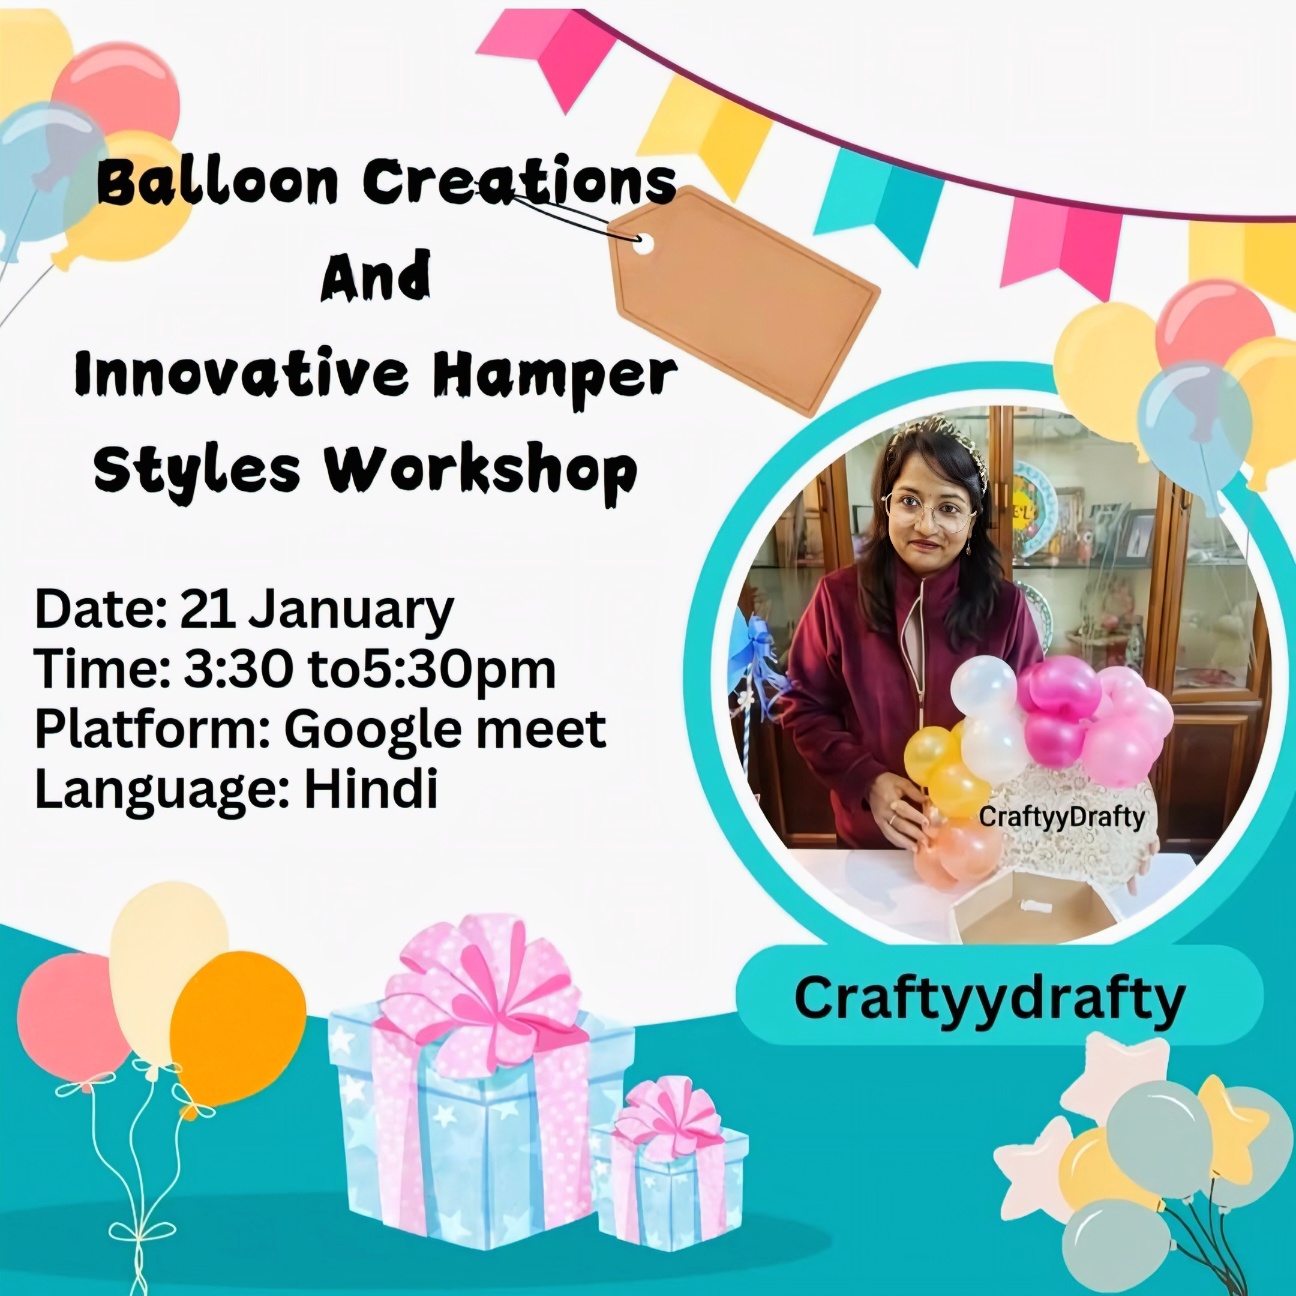 Balloon Creations
And
Innovative Hamper
Styles Workshop
Date: 21 January
Time: 3:30 to5:30pm
Platform: Google meet
Language: Hindi
CraftyyDrafty
Craftyydrafty